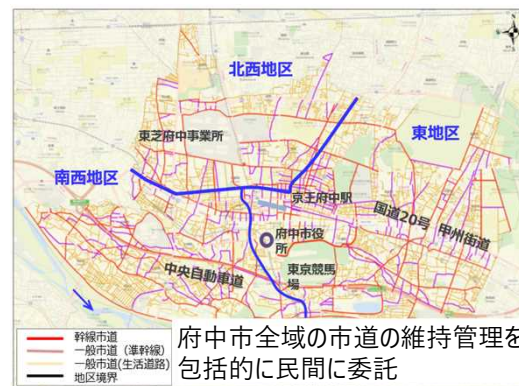 北西地区
東芝府中事業所
東地区
南西地区
京王府中駅
国道20号 甲州街道
府中市役
所
中央自動車道
東京競馬
場
幹線市道
一般市道（準幹線）
一般市道(生活道路)
地区境界
府中市全域の市道の維持管理を
包括的に民間に委託